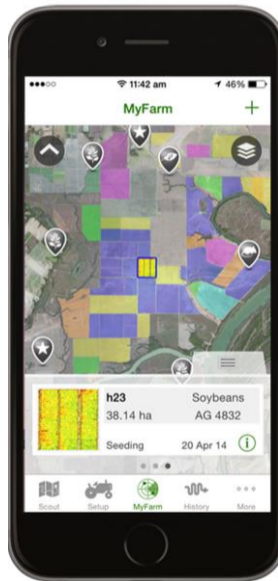 11:42 am 46%
MyFarm +
h23 Soybeans
38.14 ha AG 4832
Seeding 20 Apr 14 i
Scout Setup MyFarm History More